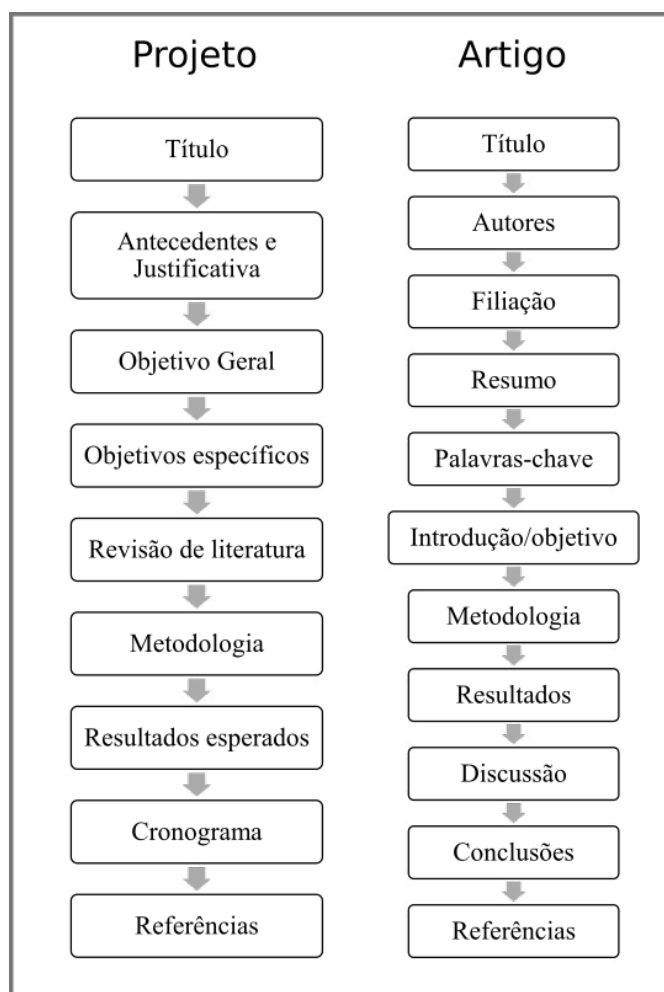 Projeto
Título
Antecedentes e
Justificativa
Objetivo Geral
Objetivos específicos
Revisão de literatura
Metodologia
Resultados esperados
Cronograma
Referências
Artigo
Título
Autores
Filiação
Resumo
Palavras-chave
Introdução/objetivo
Metodologia
Resultados
Discussão
Conclusões
Referências